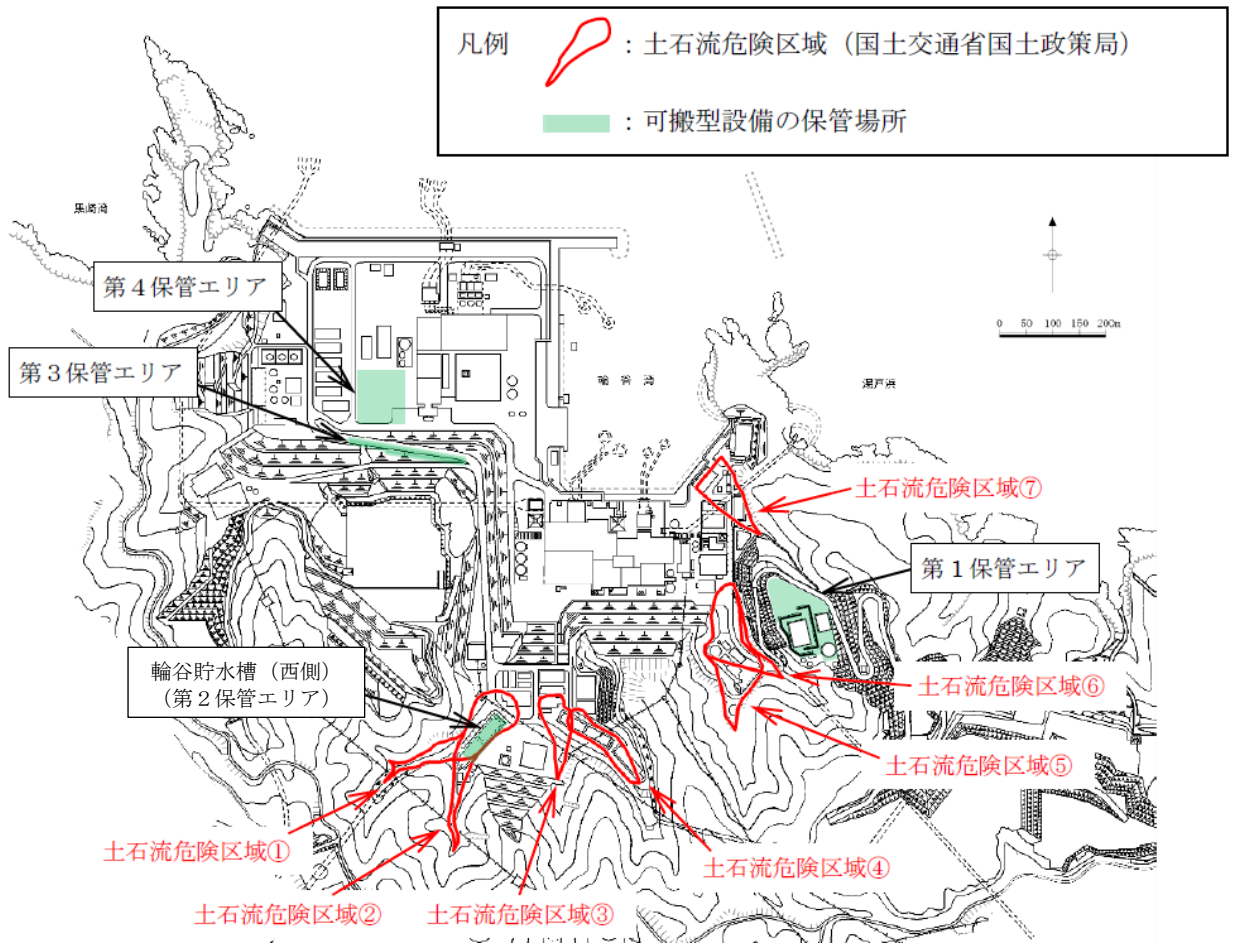 凡例
：土石流危険区域（国土交通省国土政策局）
：可搬型設備の保管場所
黒崎湾
第４保管エリア
第３保管エリア
0 50 100 150 200m
輪谷湾
湯戸浜
土石流危険区域⑦
第１保管エリア
輪谷貯水槽（西側）
（第２保管エリア）
土石流危険区域⑥
土石流危険区域⑤
土石流危険区域①
土石流危険区域④
土石流危険区域②
土石流危険区域③